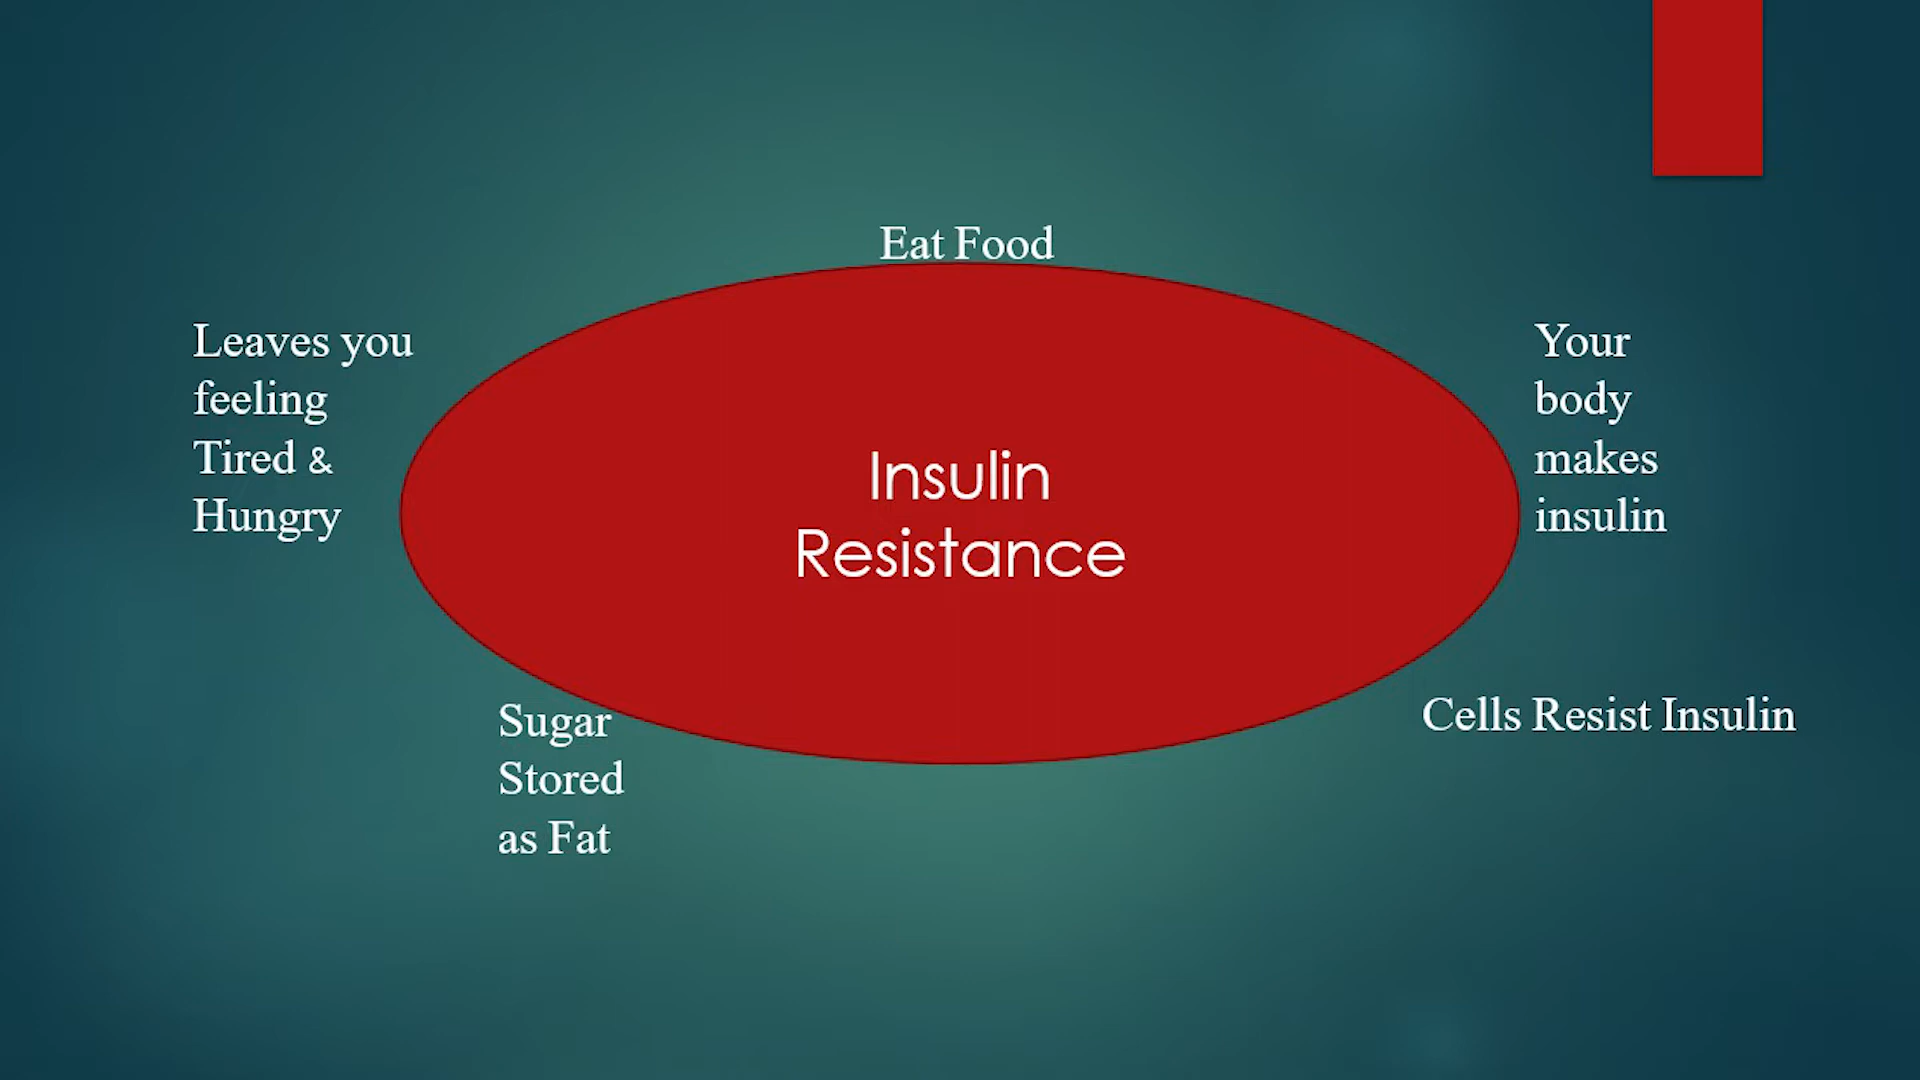 Eat Food
Leaves you
feeling
Tired &
Hungry
Your
body
makes
insulin
Insulin
Resistance
Sugar
Stored
as Fat
Cells Resist Insulin